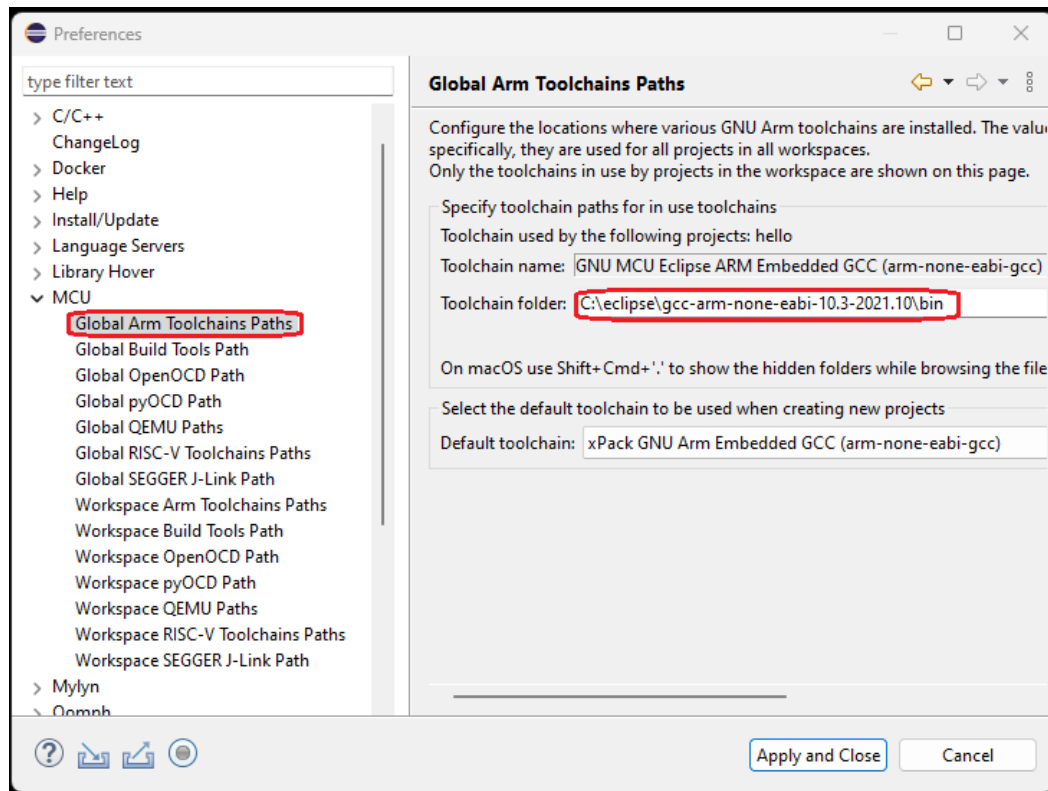 Preferences
type filter text
C/C++
ChangeLog
Docker
Help
Install/Update
Language Servers
Library Hover
MCU
Global Arm Toolchains Paths
Global Build Tools Path
Global OpenOCD Path
Global pyOCD Path
Global QEMU Paths
Global RISC-V Toolchains Paths
Global SEGGER J-Link Path
Workspace Arm Toolchains Paths
Workspace Build Tools Path
Workspace OpenOCD Path
Workspace pyOCD Path
Workspace QEMU Paths
Workspace RISC-V Toolchains Paths
Workspace SEGGER J-Link Path
Mylyn
Oomph
Global Arm Toolchains Paths
Configure the locations where various GNU Arm toolchains are installed. The valu
specifically, they are used for all projects in all workspaces.
Only the toolchains in use by projects in the workspace are shown on this page.
Specify toolchain paths for in use toolchains
Toolchain used by the following projects: hello
Toolchain name: GNU MCU Eclipse ARM Embedded GCC (arm-none-eabi-gcc)
Toolchain folder: C:\eclipse\gcc-arm-none-eabi-10.3-2021.10\bin
On macOS use Shift+Cmd+'.' to show the hidden folders while browsing the file
Select the default toolchain to be used when creating new projects
Default toolchain: xPack GNU Arm Embedded GCC (arm-none-eabi-gcc)
Apply and Close
Cancel